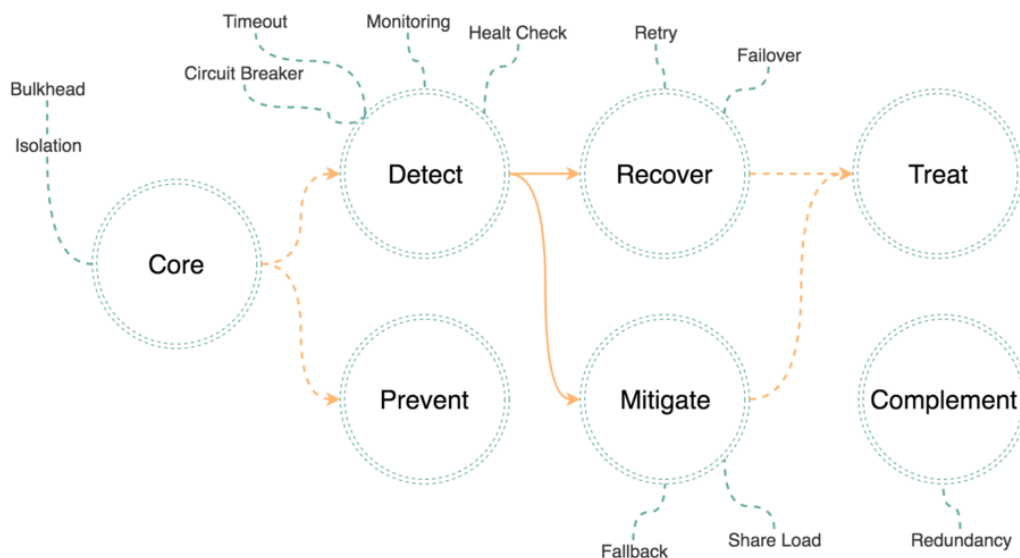 Timeout
Monitoring
Healt Check
Retry
Failover
Circuit Breaker
Bulkhead
Isolation
Detect
Recover
Treat
Core
Prevent
Mitigate
Complement
Fallback
Share Load
Redundancy